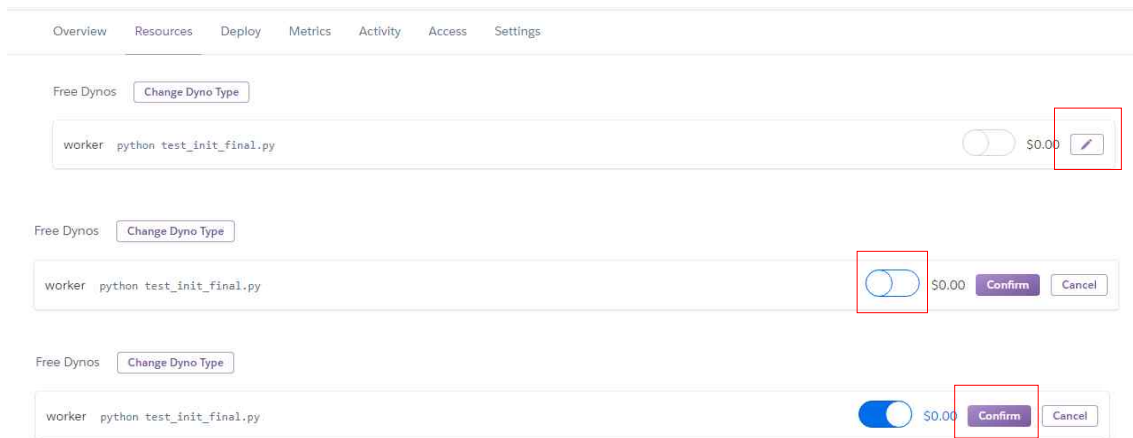 Overview Resources Deploy Metrics Activity Access Settings
Free Dynos Change Dyno Type
worker python test_init_final.py $0.00
Free Dynos Change Dyno Type
worker python test_init_final.py $0.00 Confirm Cancel
Free Dynos Change Dyno Type
worker python test_init_final.py $0.00 Confirm Cancel